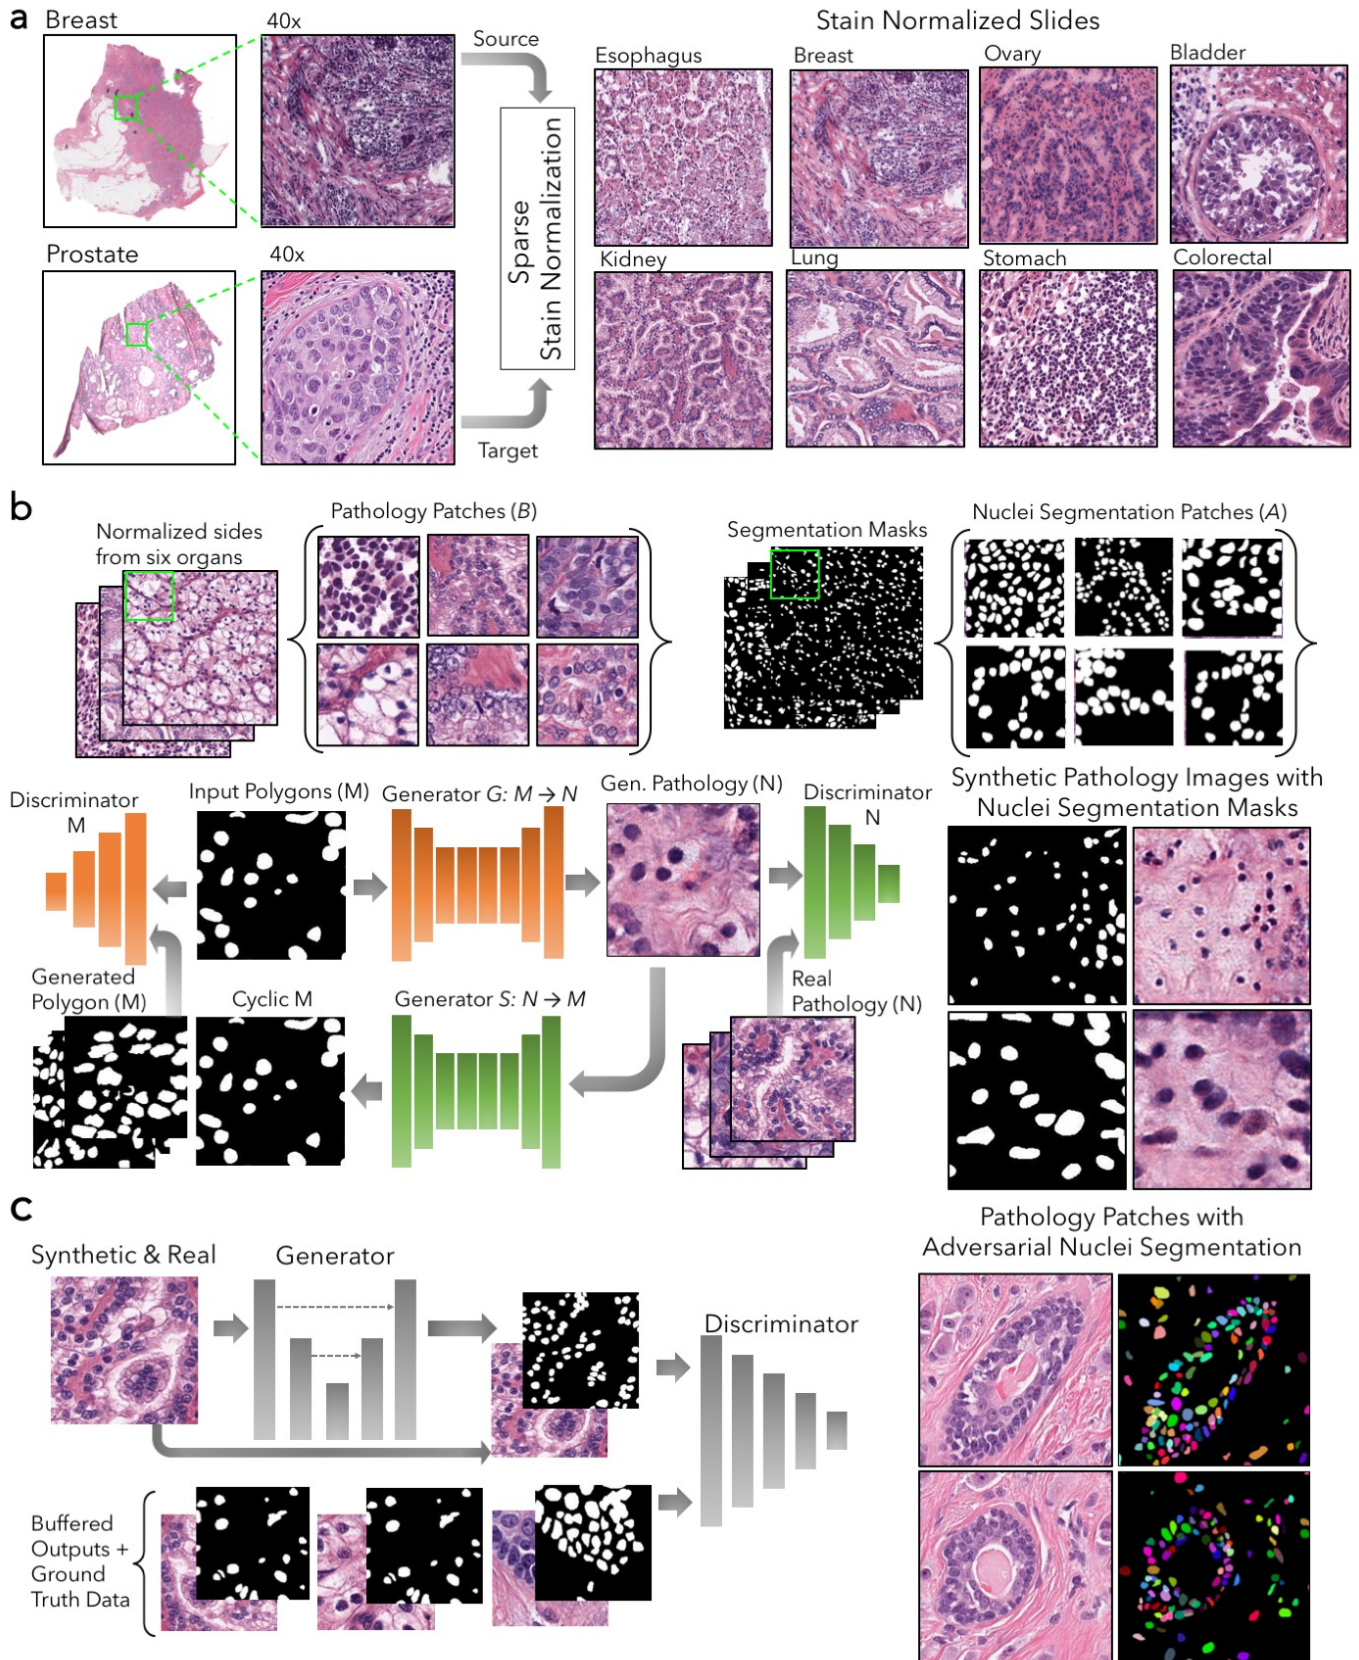 a
Breast
40x
Source
Stain Normalized Slides
Esophagus
Breast
Ovary
Bladder
Sparse
Stain Normalization
Prostate
40x
Kidney
Lung
Stomach
Colorectal
Target
b
Normalized sides
from six organs
Pathology Patches (B)
Segmentation Masks
Nuclei Segmentation Patches (A)
Discriminator
M
Input Polygons (M)
Generator G: M → N
Gen. Pathology (N)
Discriminator
N
Synthetic Pathology Images with
Nuclei Segmentation Masks
Generated
Polygon (M)
Cyclic M
Generator S: N → M
Real
Pathology (N)
c
Synthetic & Real
Generator
Discriminator
Pathology Patches with
Adversarial Nuclei Segmentation
Buffered
Outputs +
Ground
Truth Data